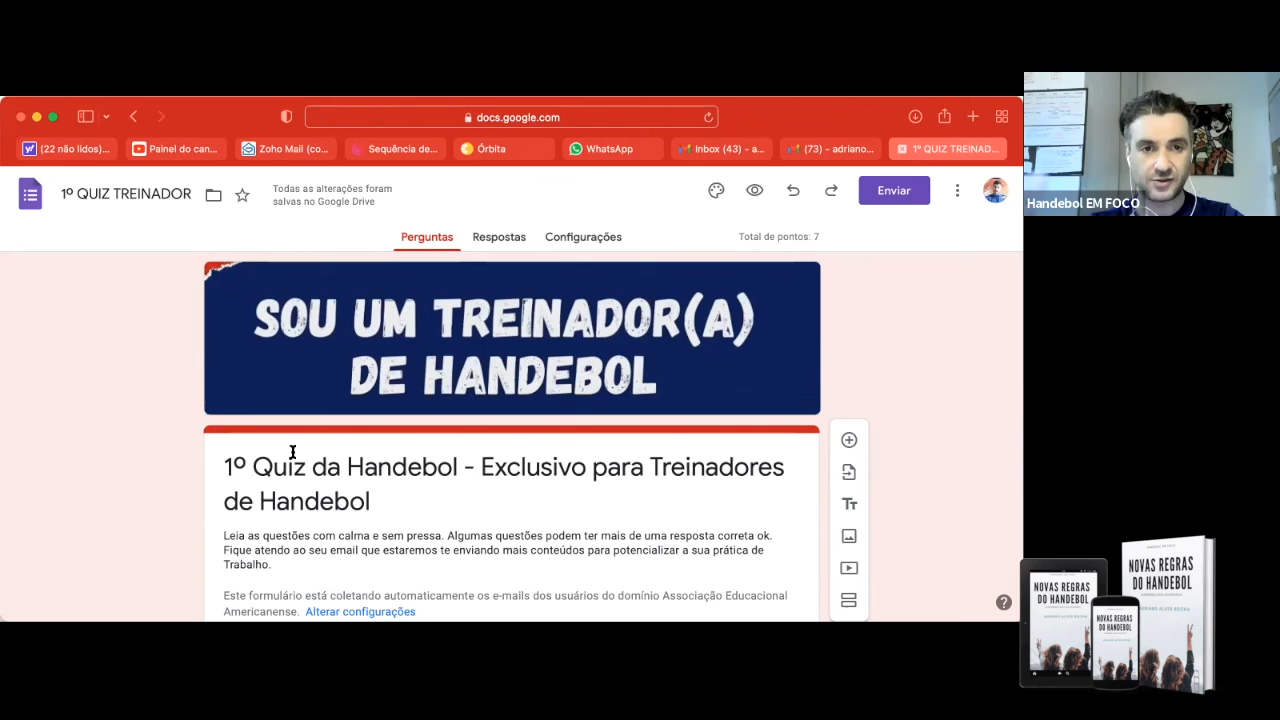 docs.google.com
(22 não lidos)...
Painel do can...
Zoho Mail (co...
Sequência de...
Órbita
WhatsApp
Inbox (43) - a...
(73) - adriano...
1º QUIZ TREINAD...
1º QUIZ TREINADOR
Todas as alterações foram
salvas no Google Drive
Enviar
Perguntas
Respostas
Configurações
Total de pontos: 7
SOU UM TREINADOR(A)
DE HANDEBOL
1º Quiz da Handebol - Exclusivo para Treinadores
de Handebol
Leia as questões com calma e sem pressa. Algumas questões podem ter mais de uma resposta correta ok.
Fique atendo ao seu email que estaremos te enviando mais conteúdos para potencializar a sua prática de
Trabalho.
Este formulário está coletando automaticamente os e-mails dos usuários do domínio Associação Educacional
Americanense. Alterar configurações
Handebol EM FOCO
NOVAS REGRAS
DO HANDEBOL
NOVAS REGRAS
DO HANDEBOL
NOVAS REGRAS
DO HANDEBOL
ADRIANO ALVES ROCHA